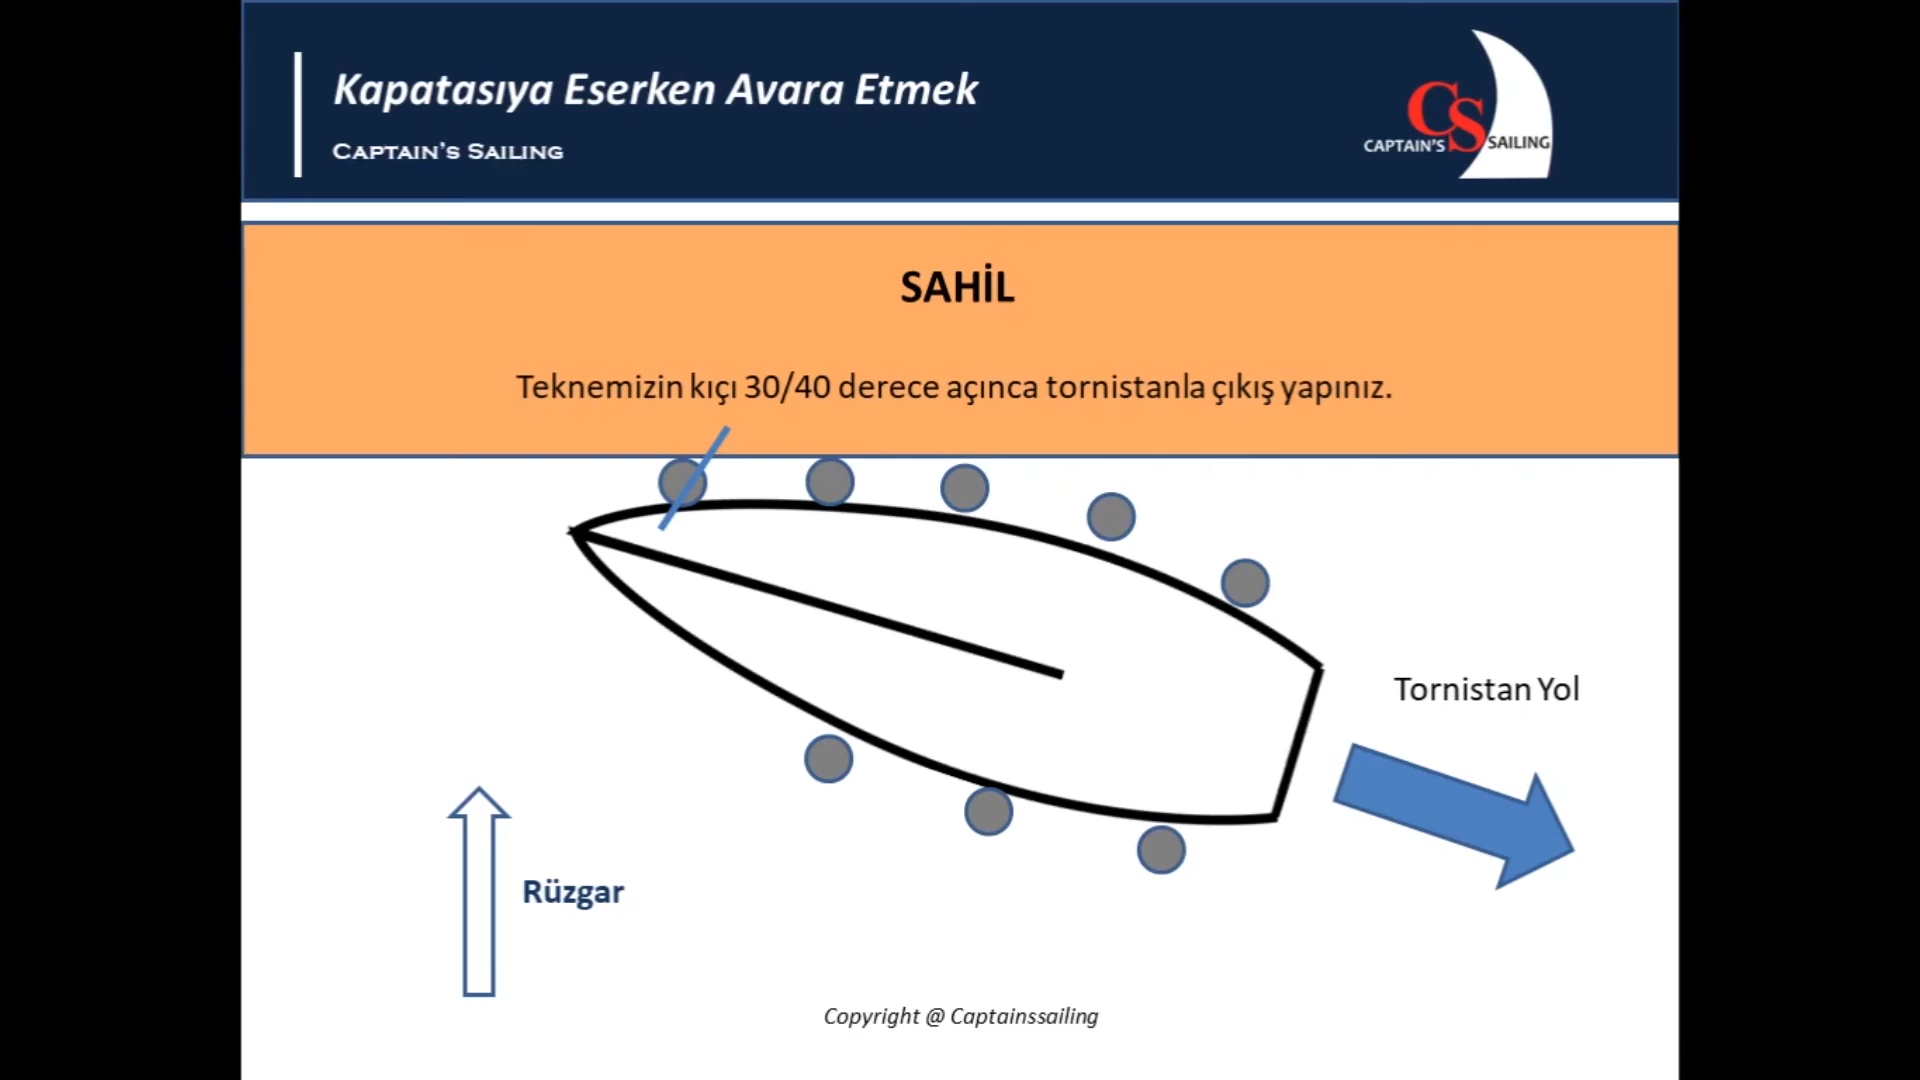 Kapatasıya Eserken Avara Etmek
CAPTAIN'S SAILING
CS
CAPTAIN'S SAILING
SAHİL
Teknemizin kıçı 30/40 derece açınca tornistanla çıkış yapınız.
Tornistan Yol
Rüzgar
Copyright @ Captainssailing